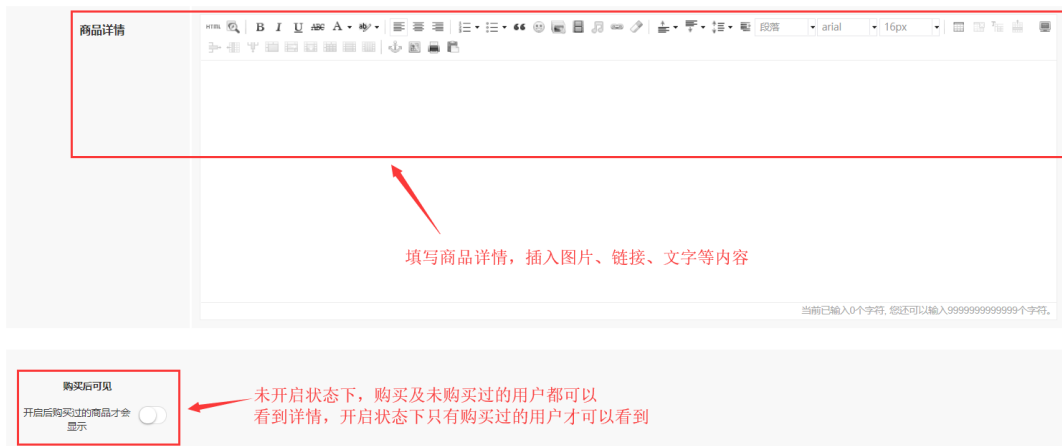 商品详情
HTML B I U ABC A ab/ 段落 arial 16px
填写商品详情，插入图片、链接、文字等内容
当前已输入0个字符, 您还可以输入9999999999999个字符。
购买后可见
开启后购买过的商品才会
显示
未开启状态下，购买及未购买过的用户都可以
看到详情，开启状态下只有购买过的用户才可以看到